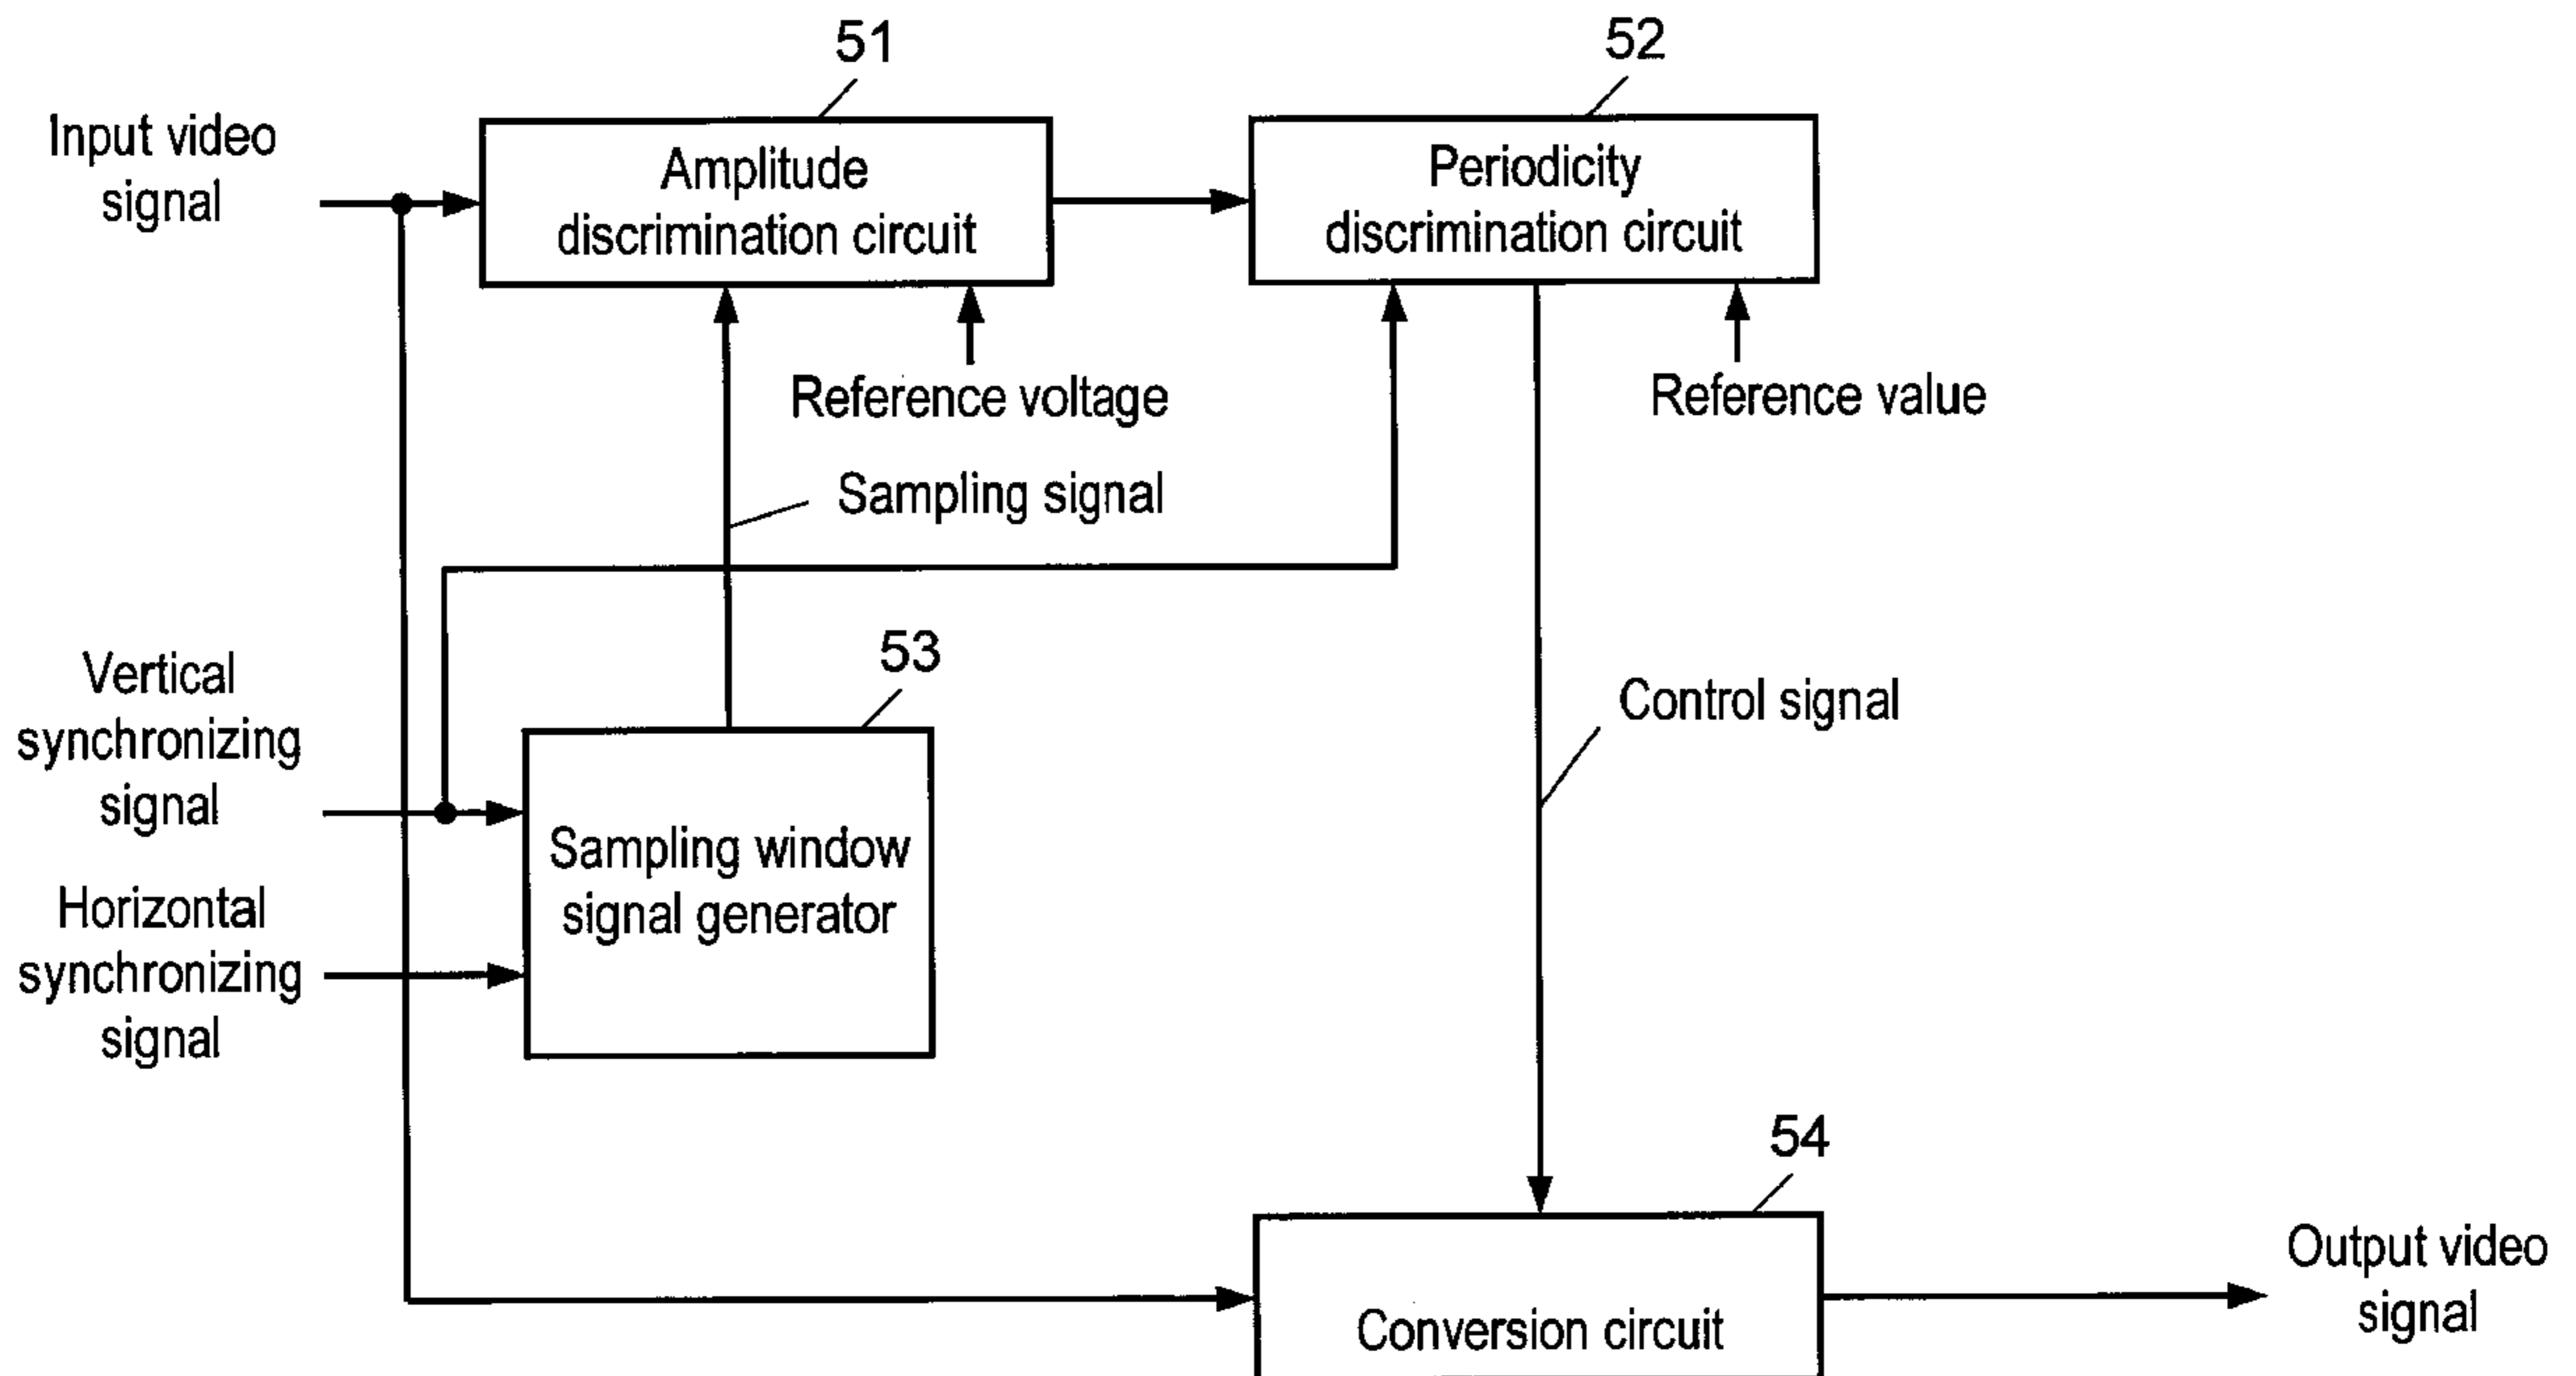 51
52
Input video
signal
Amplitude
discrimination circuit
Periodicity
discrimination circuit
Reference voltage
Reference value
Sampling signal
53
Vertical
synchronizing
signal
Control signal
Sampling window
signal generator
Horizontal
synchronizing
signal
54
Conversion circuit
Output video
signal